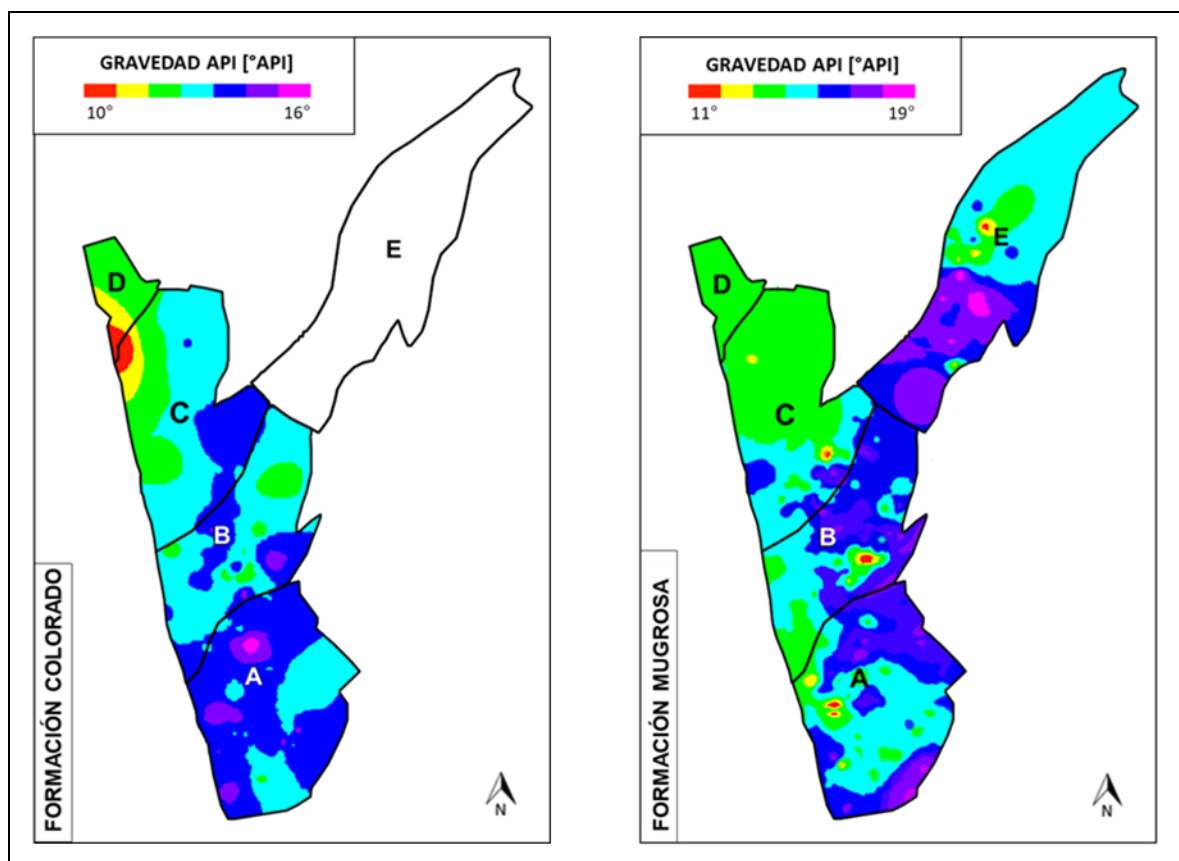 GRAVEDAD API [°API]
10° 16°
E
D
C
B
A
FORMACIÓN COLORADO
N
GRAVEDAD API [°API]
11° 19°
E
D
C
B
A
FORMACIÓN MUGROSA
N